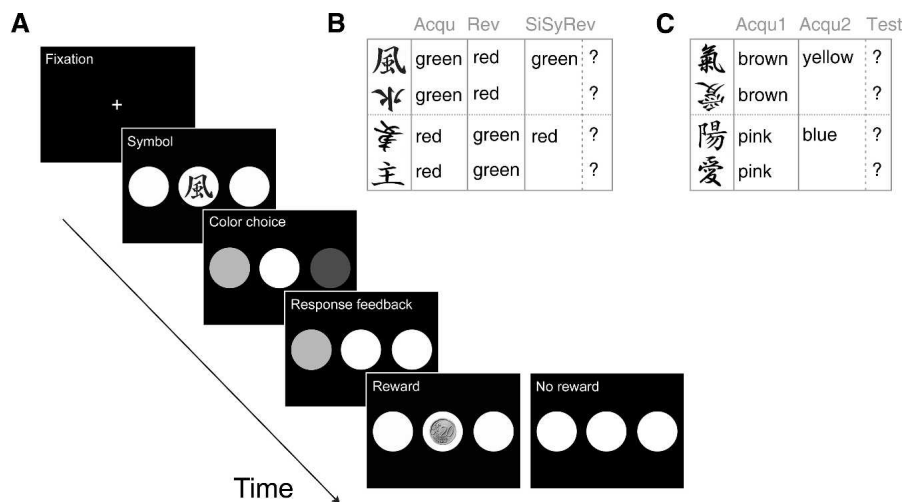 A
Fixation
+
Symbol
風
Color choice
Response feedback
Reward
No reward
Time
B
Acqu Rev SiSyRev
風 green red green ?
水 green red ?
red green red ?
主 red green ?
C
Acqu1 Acqu2 Test
氣 brown yellow ?
brown ?
陽 pink blue ?
愛 pink ?